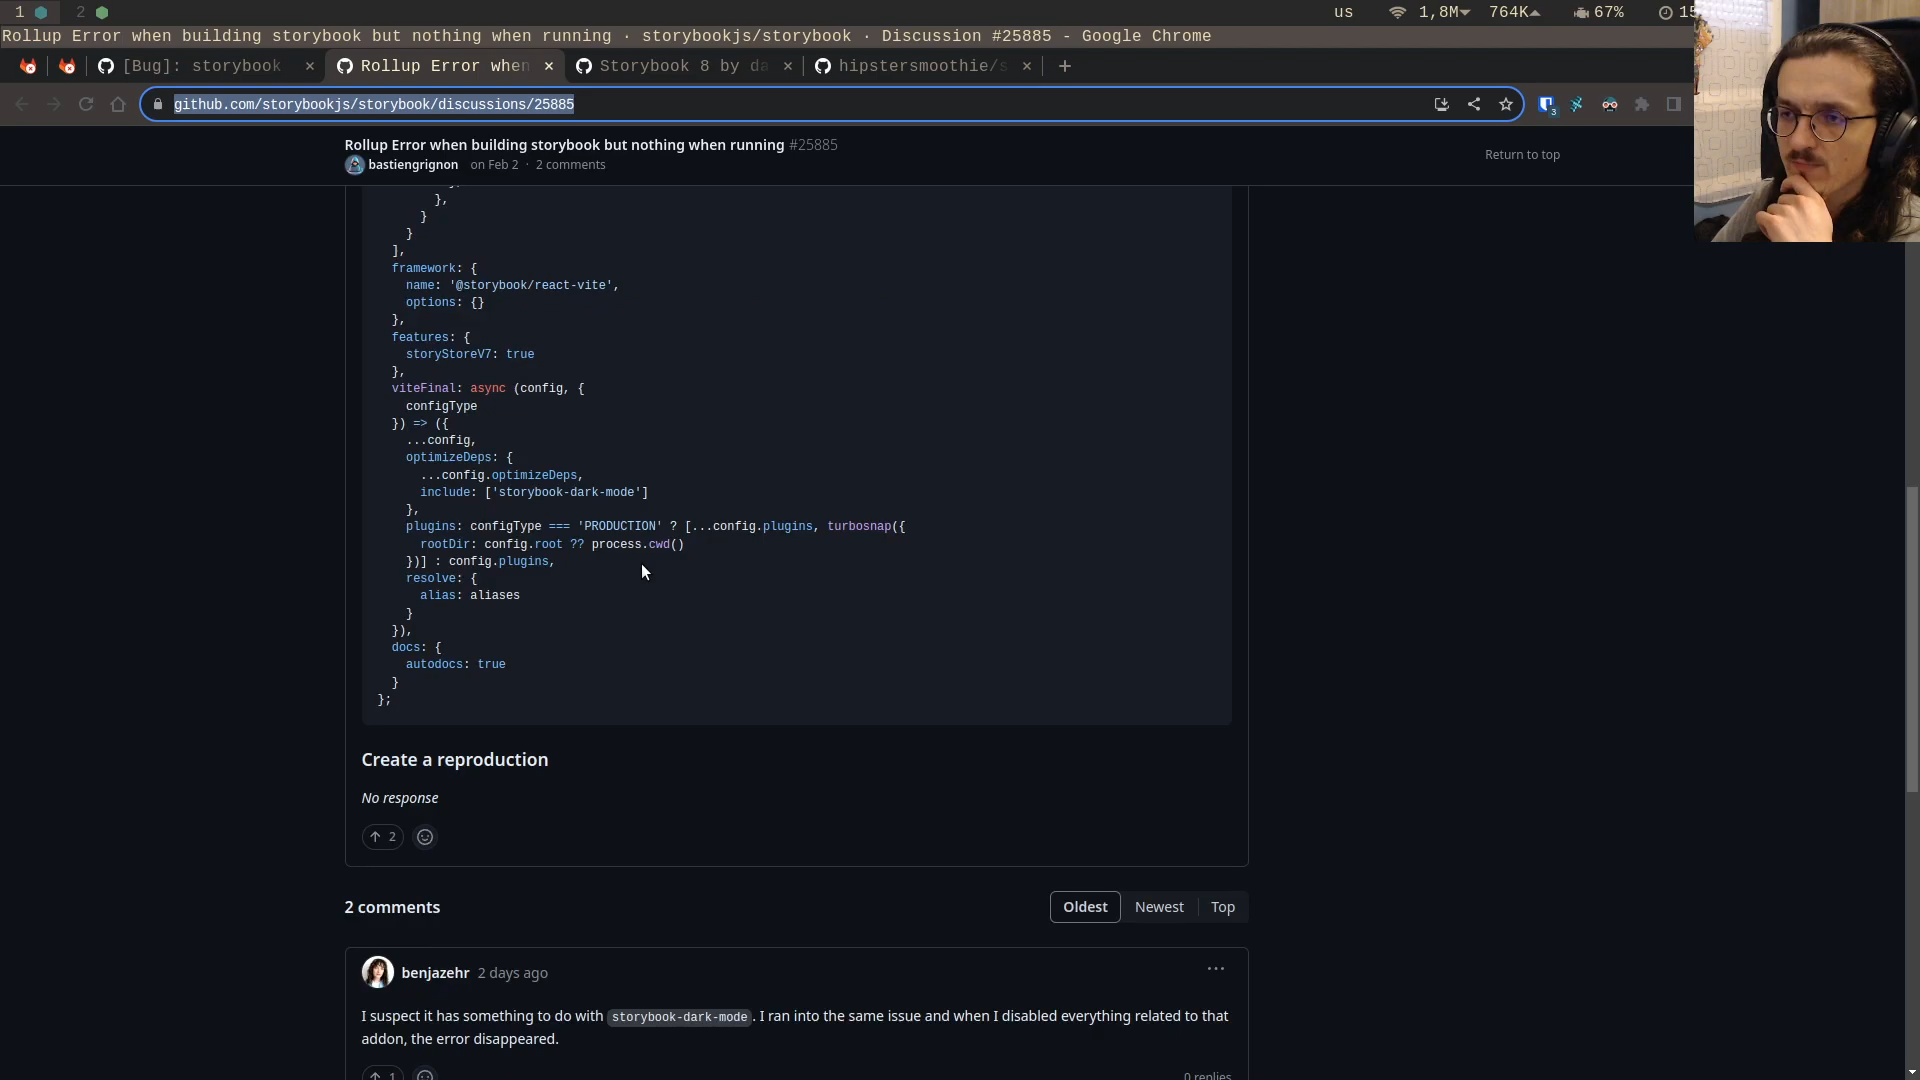 1 2 us 1,8M 764K 67% 15
Rollup Error when building storybook but nothing when running · storybookjs/storybook · Discussion #25885 - Google Chrome
[Bug]: storybook × Rollup Error when × Storybook 8 by da × hipstersmoothie/s × +
github.com/storybookjs/storybook/discussions/25885 3
Rollup Error when building storybook but nothing when running #25885
bastiengrignon on Feb 2 · 2 comments
Return to top
},
}
}
],
framework: {
name: '@storybook/react-vite',
options: {}
},
features: {
storyStoreV7: true
},
viteFinal: async (config, {
configType
}) => ({
...config,
optimizeDeps: {
...config.optimizeDeps,
include: ['storybook-dark-mode']
},
plugins: configType === 'PRODUCTION' ? [...config.plugins, turbosnap({
rootDir: config.root ?? process.cwd()
})] : config.plugins,
resolve: {
alias: aliases
}
}),
docs: {
autodocs: true
}
};
Create a reproduction
No response
↑ 2
2 comments
Oldest Newest Top
benjazehr 2 days ago ···
I suspect it has something to do with storybook-dark-mode. I ran into the same issue and when I disabled everything related to that
addon, the error disappeared.
↑ 1 0 replies